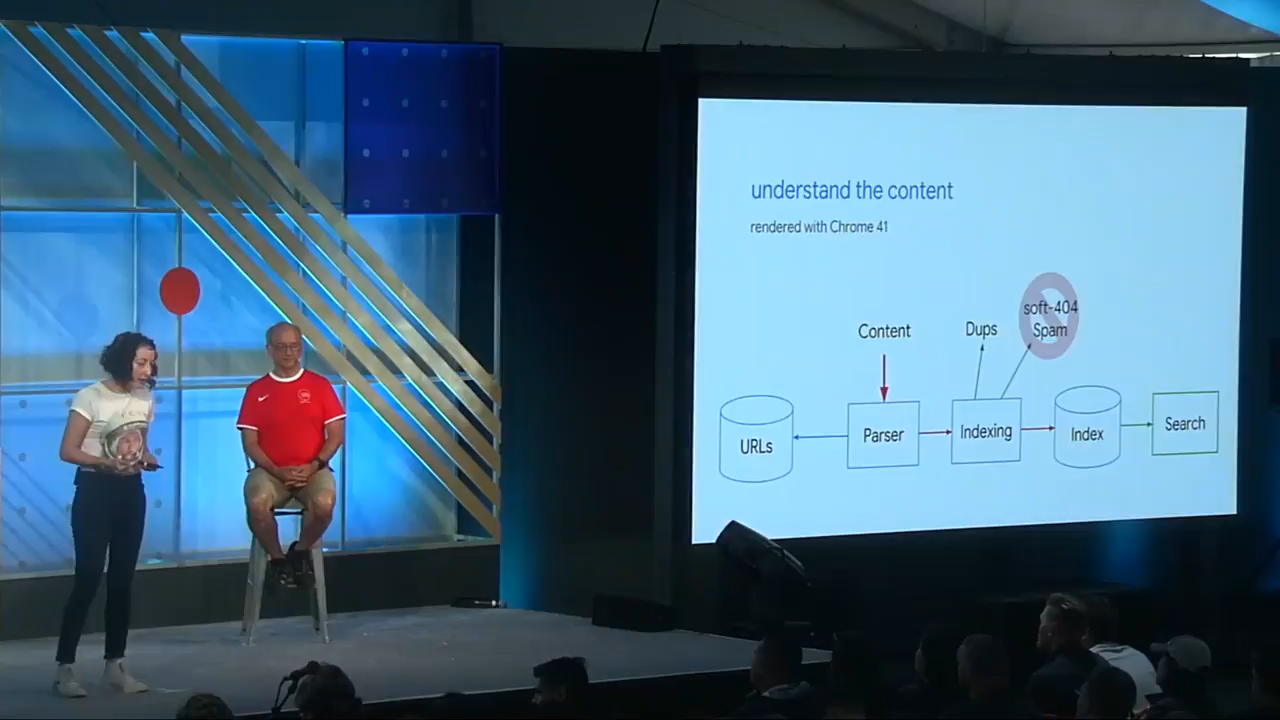 understand the content
rendered with Chrome 41
soft-404
Spam
Content
Dups
URLs
Parser
Indexing
Index
Search